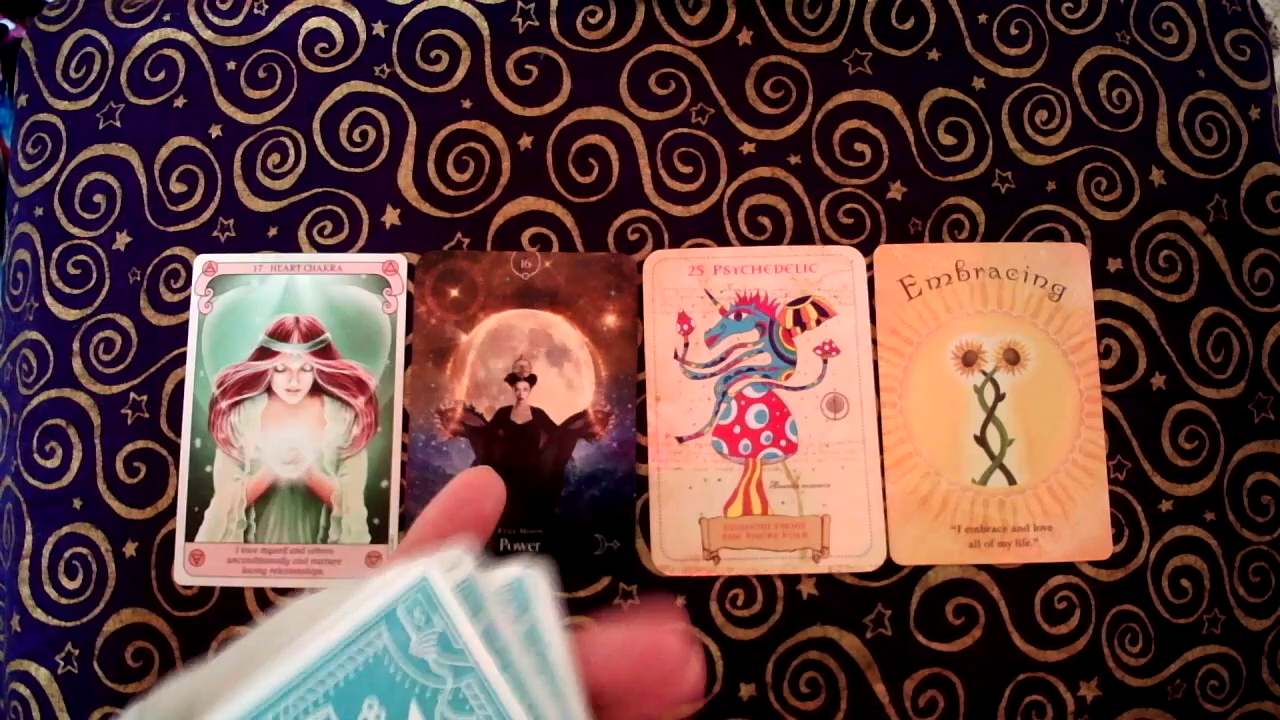 17 HEART CHAKRA
I love myself and others
unconditionally and nurture
loving relationships.
16
Full Moon
Power
25 PSYCHEDELIC
Embracing
"I embrace and love
all of my life."